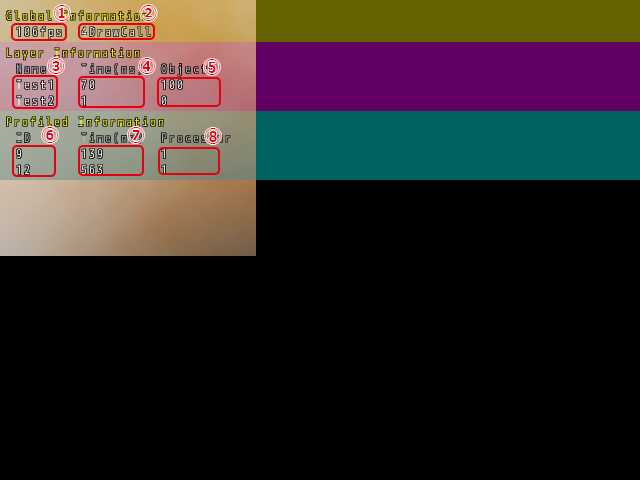 Global Information
① ②
106fps 4DrawCall
Layer Information
Name Time(ms) Object
③ ④ ⑤
Test1 70 100
Test2 1 0
Profiled Information
ID Time(ns) Processor
⑥ ⑦ ⑧
9 139 1
12 563 1